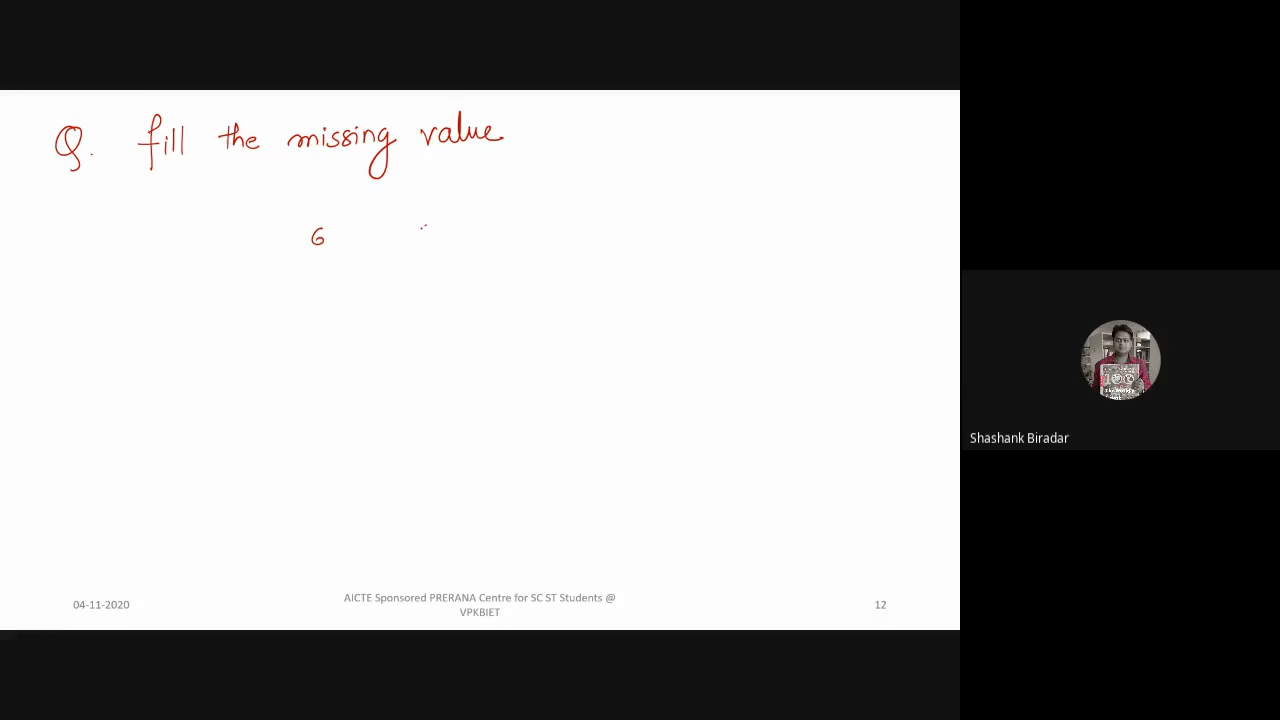 Q. fill the missing value
6
Shashank Biradar
04-11-2020
AICTE Sponsored PRERANA Centre for SC ST Students @
VPKBIET
12